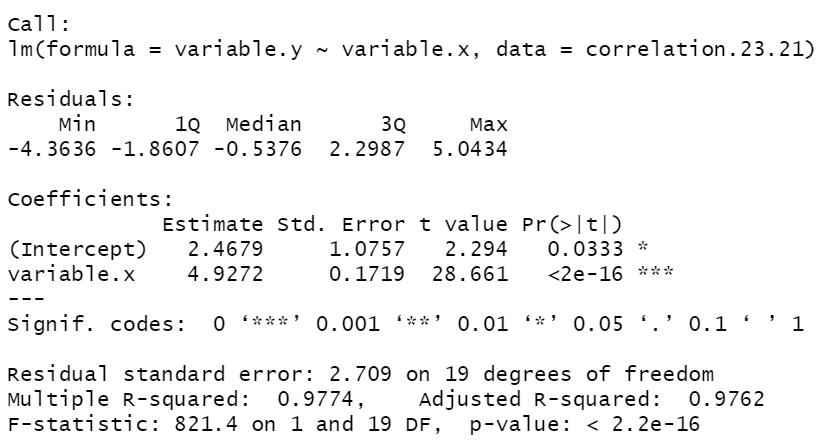 Call:
lm(formula = variable.y ~ variable.x, data = correlation.23.21)

Residuals:
    Min      1Q  Median      3Q     Max
-4.3636 -1.8607 -0.5376  2.2987  5.0434

Coefficients:
            Estimate Std. Error t value Pr(>|t|)
(Intercept)   2.4679     1.0757   2.294   0.0333 *
variable.x    4.9272     0.1719  28.661   <2e-16 ***
---
Signif. codes:  0 ‘***’ 0.001 ‘**’ 0.01 ‘*’ 0.05 ‘.’ 0.1 ‘ ’ 1

Residual standard error: 2.709 on 19 degrees of freedom
Multiple R-squared:  0.9774,    Adjusted R-squared:  0.9762
F-statistic: 821.4 on 1 and 19 DF,  p-value: < 2.2e-16